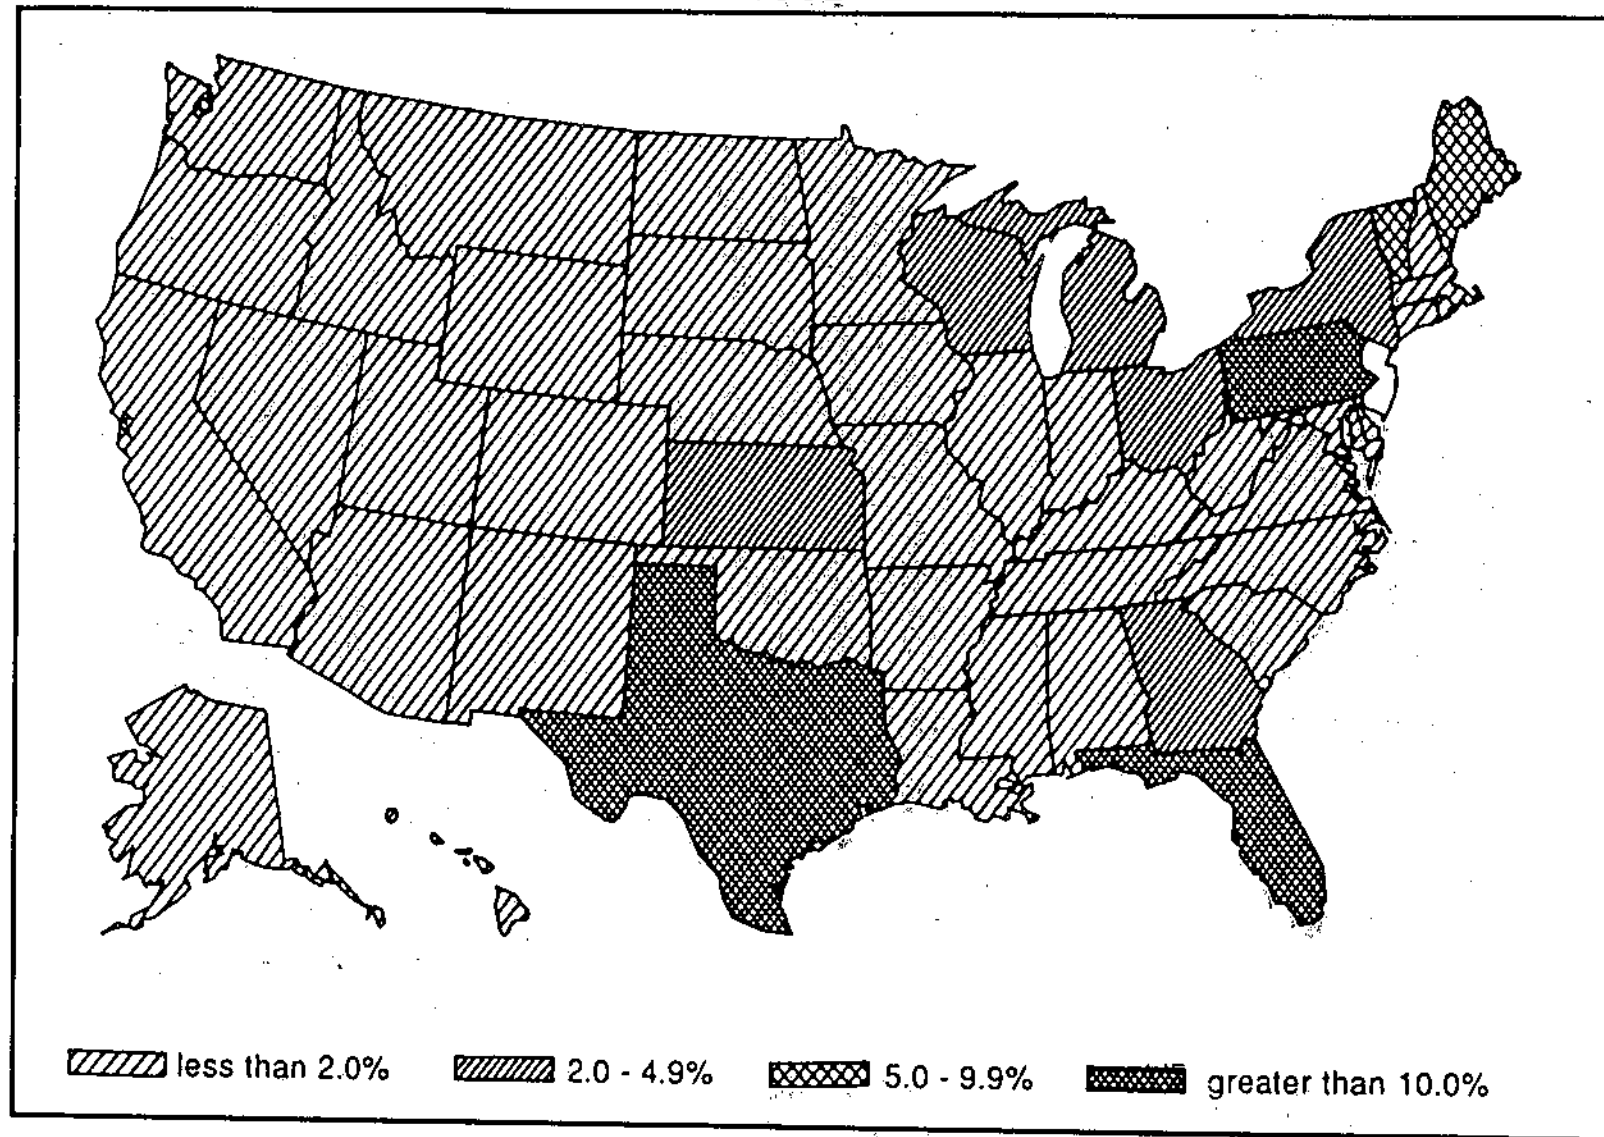 less than 2.0% 2.0 - 4.9% 5.0 - 9.9% greater than 10.0%